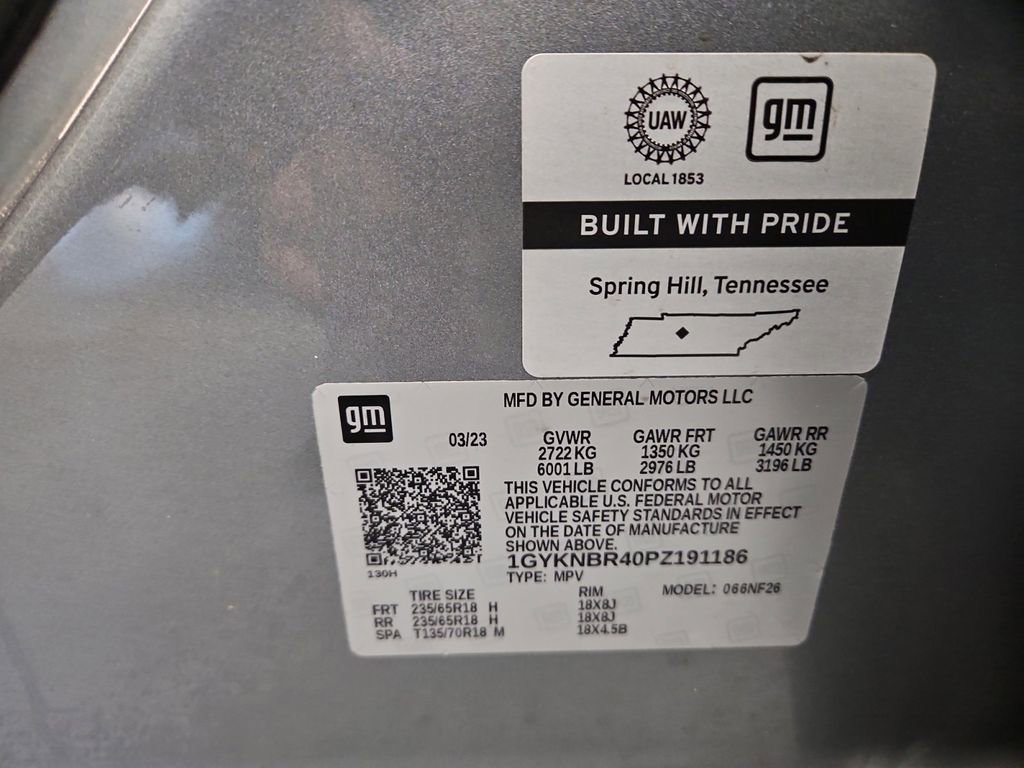 UAW
gm
LOCAL 1853
BUILT WITH PRIDE
Spring Hill, Tennessee
gm
MFD BY GENERAL MOTORS LLC
03/23
GVWR GAWR FRT GAWR RR
2722 KG 1350 KG 1450 KG
6001 LB 2976 LB 3196 LB
THIS VEHICLE CONFORMS TO ALL
APPLICABLE U.S. FEDERAL MOTOR
VEHICLE SAFETY STANDARDS IN EFFECT
ON THE DATE OF MANUFACTURE
SHOWN ABOVE.
1GYKNBR40PZ191186
130H
TYPE: MPV
MODEL: 066NF26
TIRE SIZE RIM
FRT 235/65R18 H 18X8J
RR 235/65R18 H 18X8J
SPA T135/70R18 M 18X4.5B